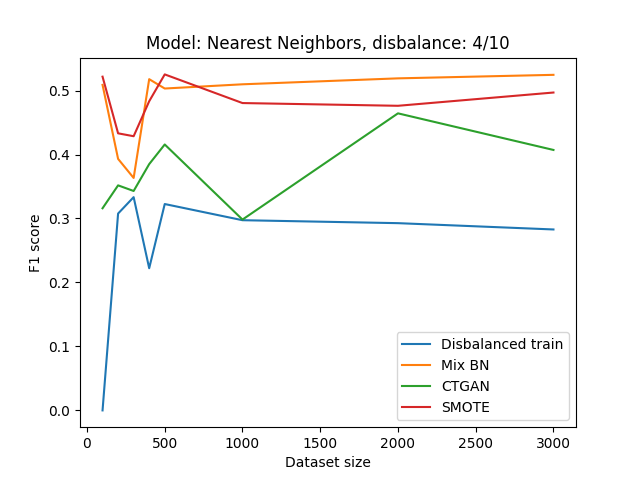 Model: Nearest Neighbors, disbalance: 4/10
F1 score
0.5
0.4
0.3
0.2
0.1
0.0
Disbalanced train
Mix BN
CTGAN
SMOTE
0 500 1000 1500 2000 2500 3000
Dataset size